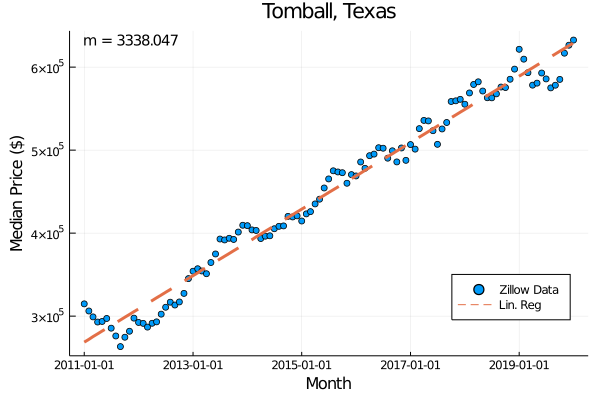 Tomball, Texas
m = 3338.047
6×10⁵
5×10⁵
4×10⁵
3×10⁵
Median Price ($)
Zillow Data
Lin. Reg
2011-01-01 2013-01-01 2015-01-01 2017-01-01 2019-01-01
Month